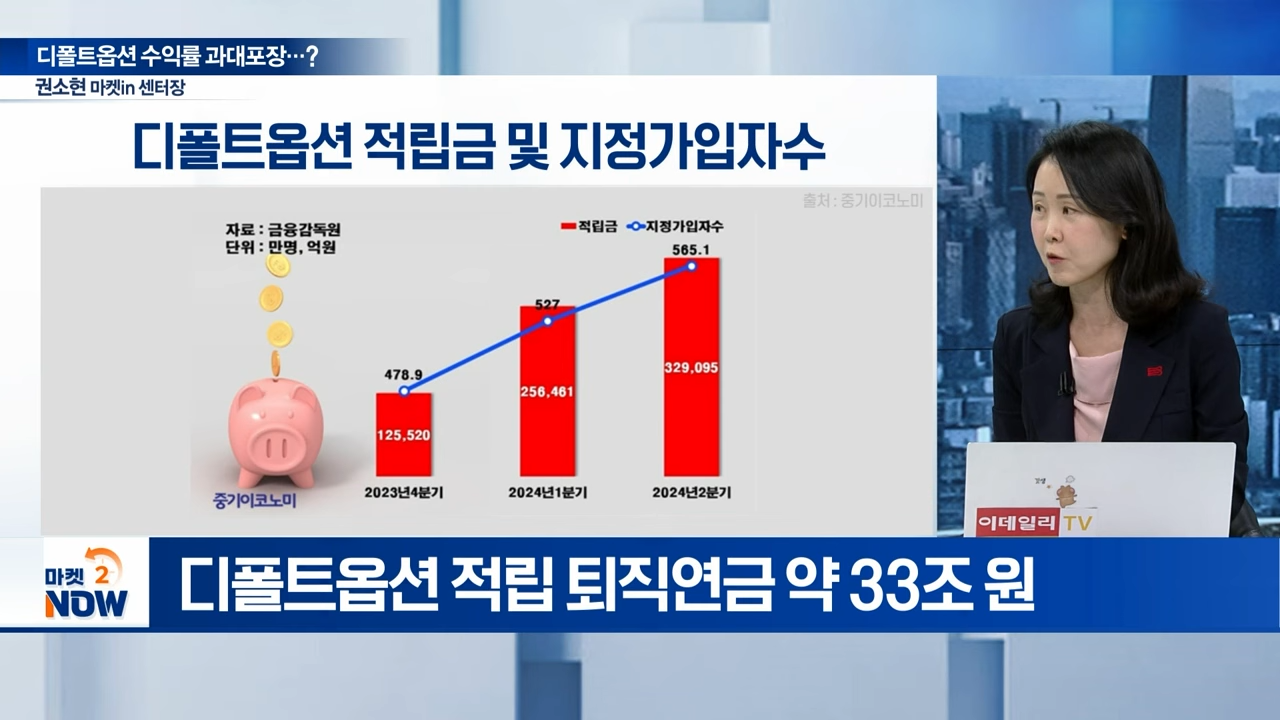 디폴트옵션 수익률 과대포장…?
권소현 마켓in 센터장
디폴트옵션 적립금 및 지정가입자수
출처 : 중기이코노미
자료 : 금융감독원
단위 : 만명, 억원
적립금 지정가입자수
565.1
527
478.9
329,095
256,461
125,520
2023년4분기 2024년1분기 2024년2분기
중기이코노미
이데일리 TV
마켓 2
NOW
디폴트옵션 적립 퇴직연금 약 33조 원